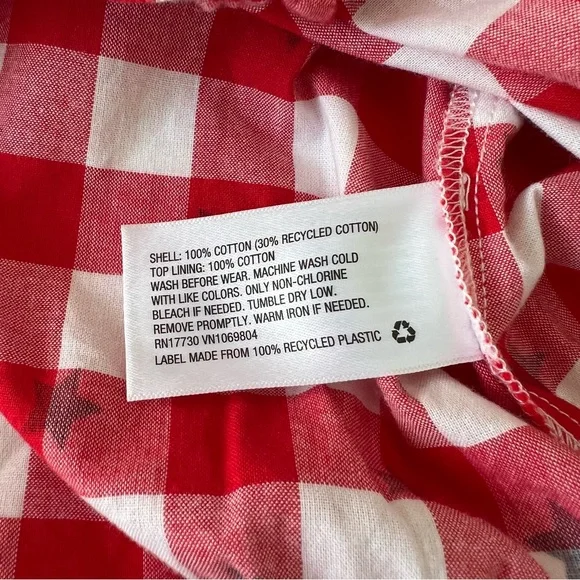 SHELL: 100% COTTON (30% RECYCLED COTTON)
TOP LINING: 100% COTTON
WASH BEFORE WEAR. MACHINE WASH COLD
WITH LIKE COLORS. ONLY NON-CHLORINE
BLEACH IF NEEDED. TUMBLE DRY LOW.
REMOVE PROMPTLY. WARM IRON IF NEEDED.
RN17730 VN1069804
LABEL MADE FROM 100% RECYCLED PLASTIC